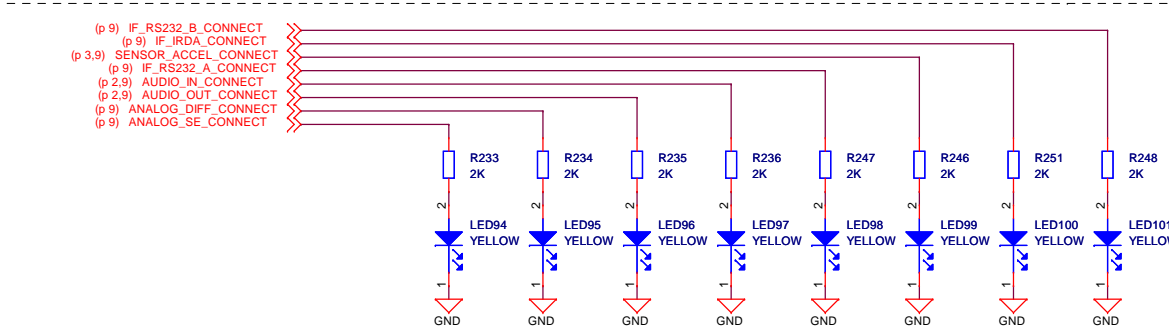 (p 9) IF_RS232_B_CONNECT
(p 9) IF_IRDA_CONNECT
(p 3,9) SENSOR_ACCEL_CONNECT
(p 9) IF_RS232_A_CONNECT
(p 2,9) AUDIO_IN_CONNECT
(p 2,9) AUDIO_OUT_CONNECT
(p 9) ANALOG_DIFF_CONNECT
(p 9) ANALOG_SE_CONNECT
R233 R234 R235 R236 R247 R246 R251 R248
2K 2K 2K 2K 2K 2K 2K 2K
2 2 2 2 2 2 2 2
LED94 LED95 LED96 LED97 LED98 LED99 LED100 LED101
YELLOW YELLOW YELLOW YELLOW YELLOW YELLOW YELLOW YELLOW
1 1 1 1 1 1 1 1
GND GND GND GND GND GND GND GND